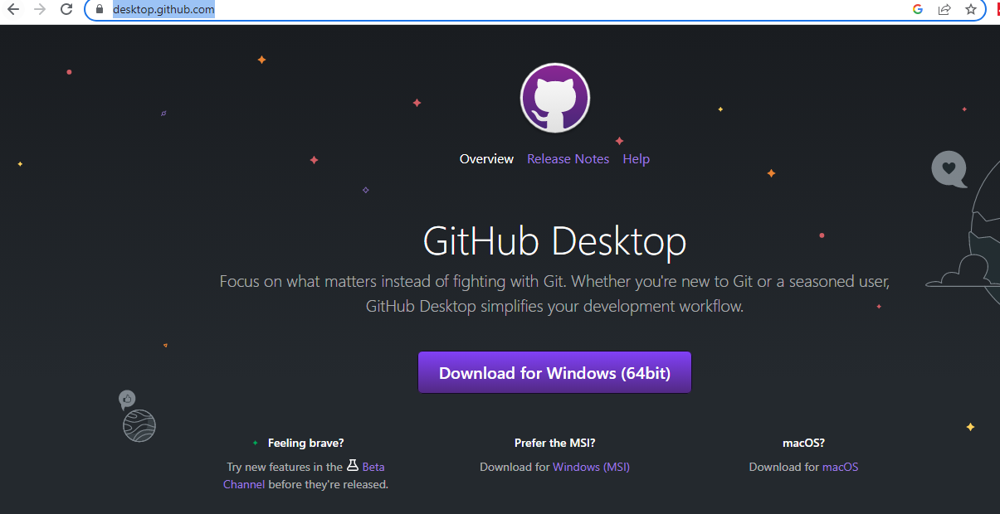 desktop.github.com
Overview Release Notes Help
GitHub Desktop
Focus on what matters instead of fighting with Git. Whether you're new to Git or a seasoned user,
GitHub Desktop simplifies your development workflow.
Download for Windows (64bit)
Feeling brave?
Try new features in the Beta
Channel before they're released.
Prefer the MSI?
Download for Windows (MSI)
macOS?
Download for macOS